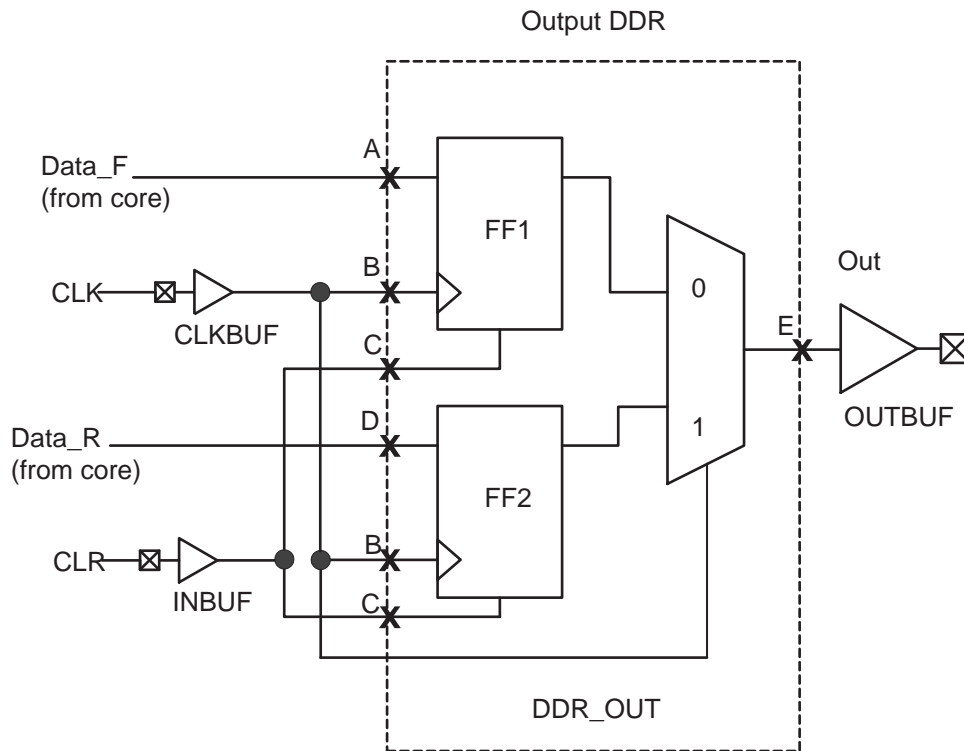 Output DDR
A
Data_F
(from core)
FF1
B
CLK
CLKBUF
C
0
Out
E
OUTBUF
D
Data_R
(from core)
1
FF2
B
CLR
INBUF
C
DDR_OUT